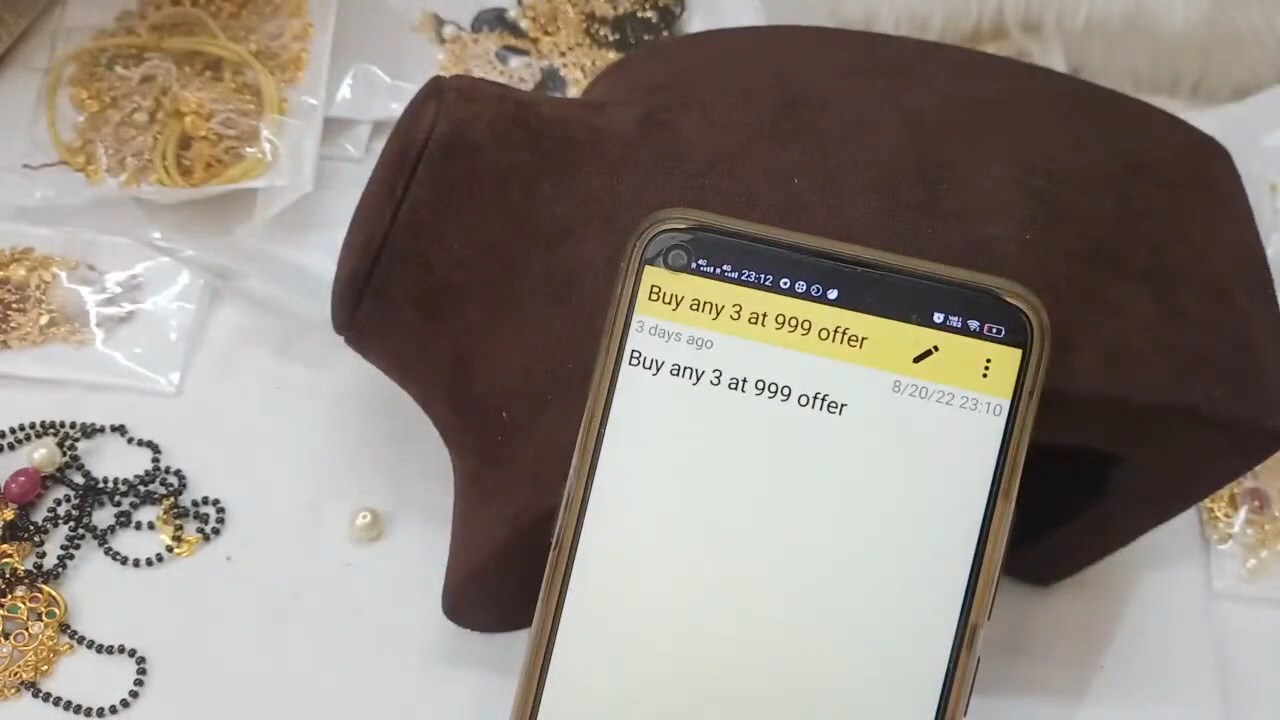 23:12
Buy any 3 at 999 offer
3 days ago
8/20/22 23:10
Buy any 3 at 999 offer